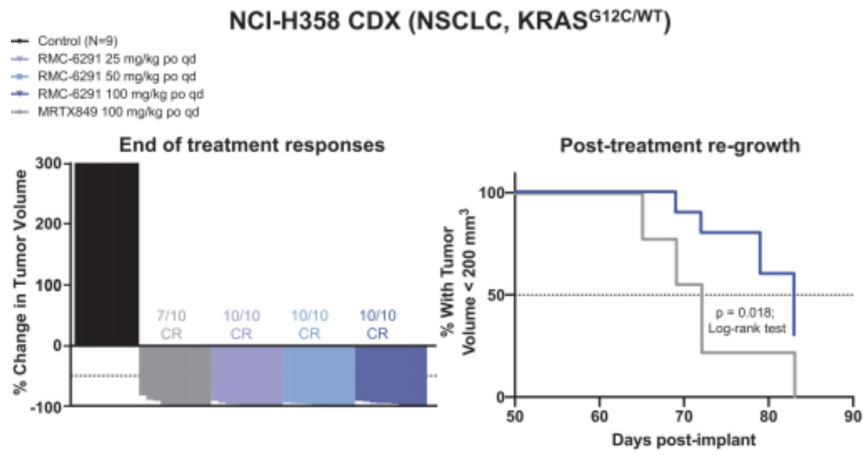 NCI-H358 CDX (NSCLC, KRAS^G12C/WT)
Control (N=9)
RMC-6291 25 mg/kg po qd
RMC-6291 50 mg/kg po qd
RMC-6291 100 mg/kg po qd
MRTX849 100 mg/kg po qd
End of treatment responses
% Change in Tumor Volume
300
200
100
0
-100
7/10
CR
10/10
CR
10/10
CR
10/10
CR
Post-treatment re-growth
% With Tumor
Volume < 200 mm³
100
50
0
p = 0.018;
Log-rank test
50
60
70
80
90
Days post-implant